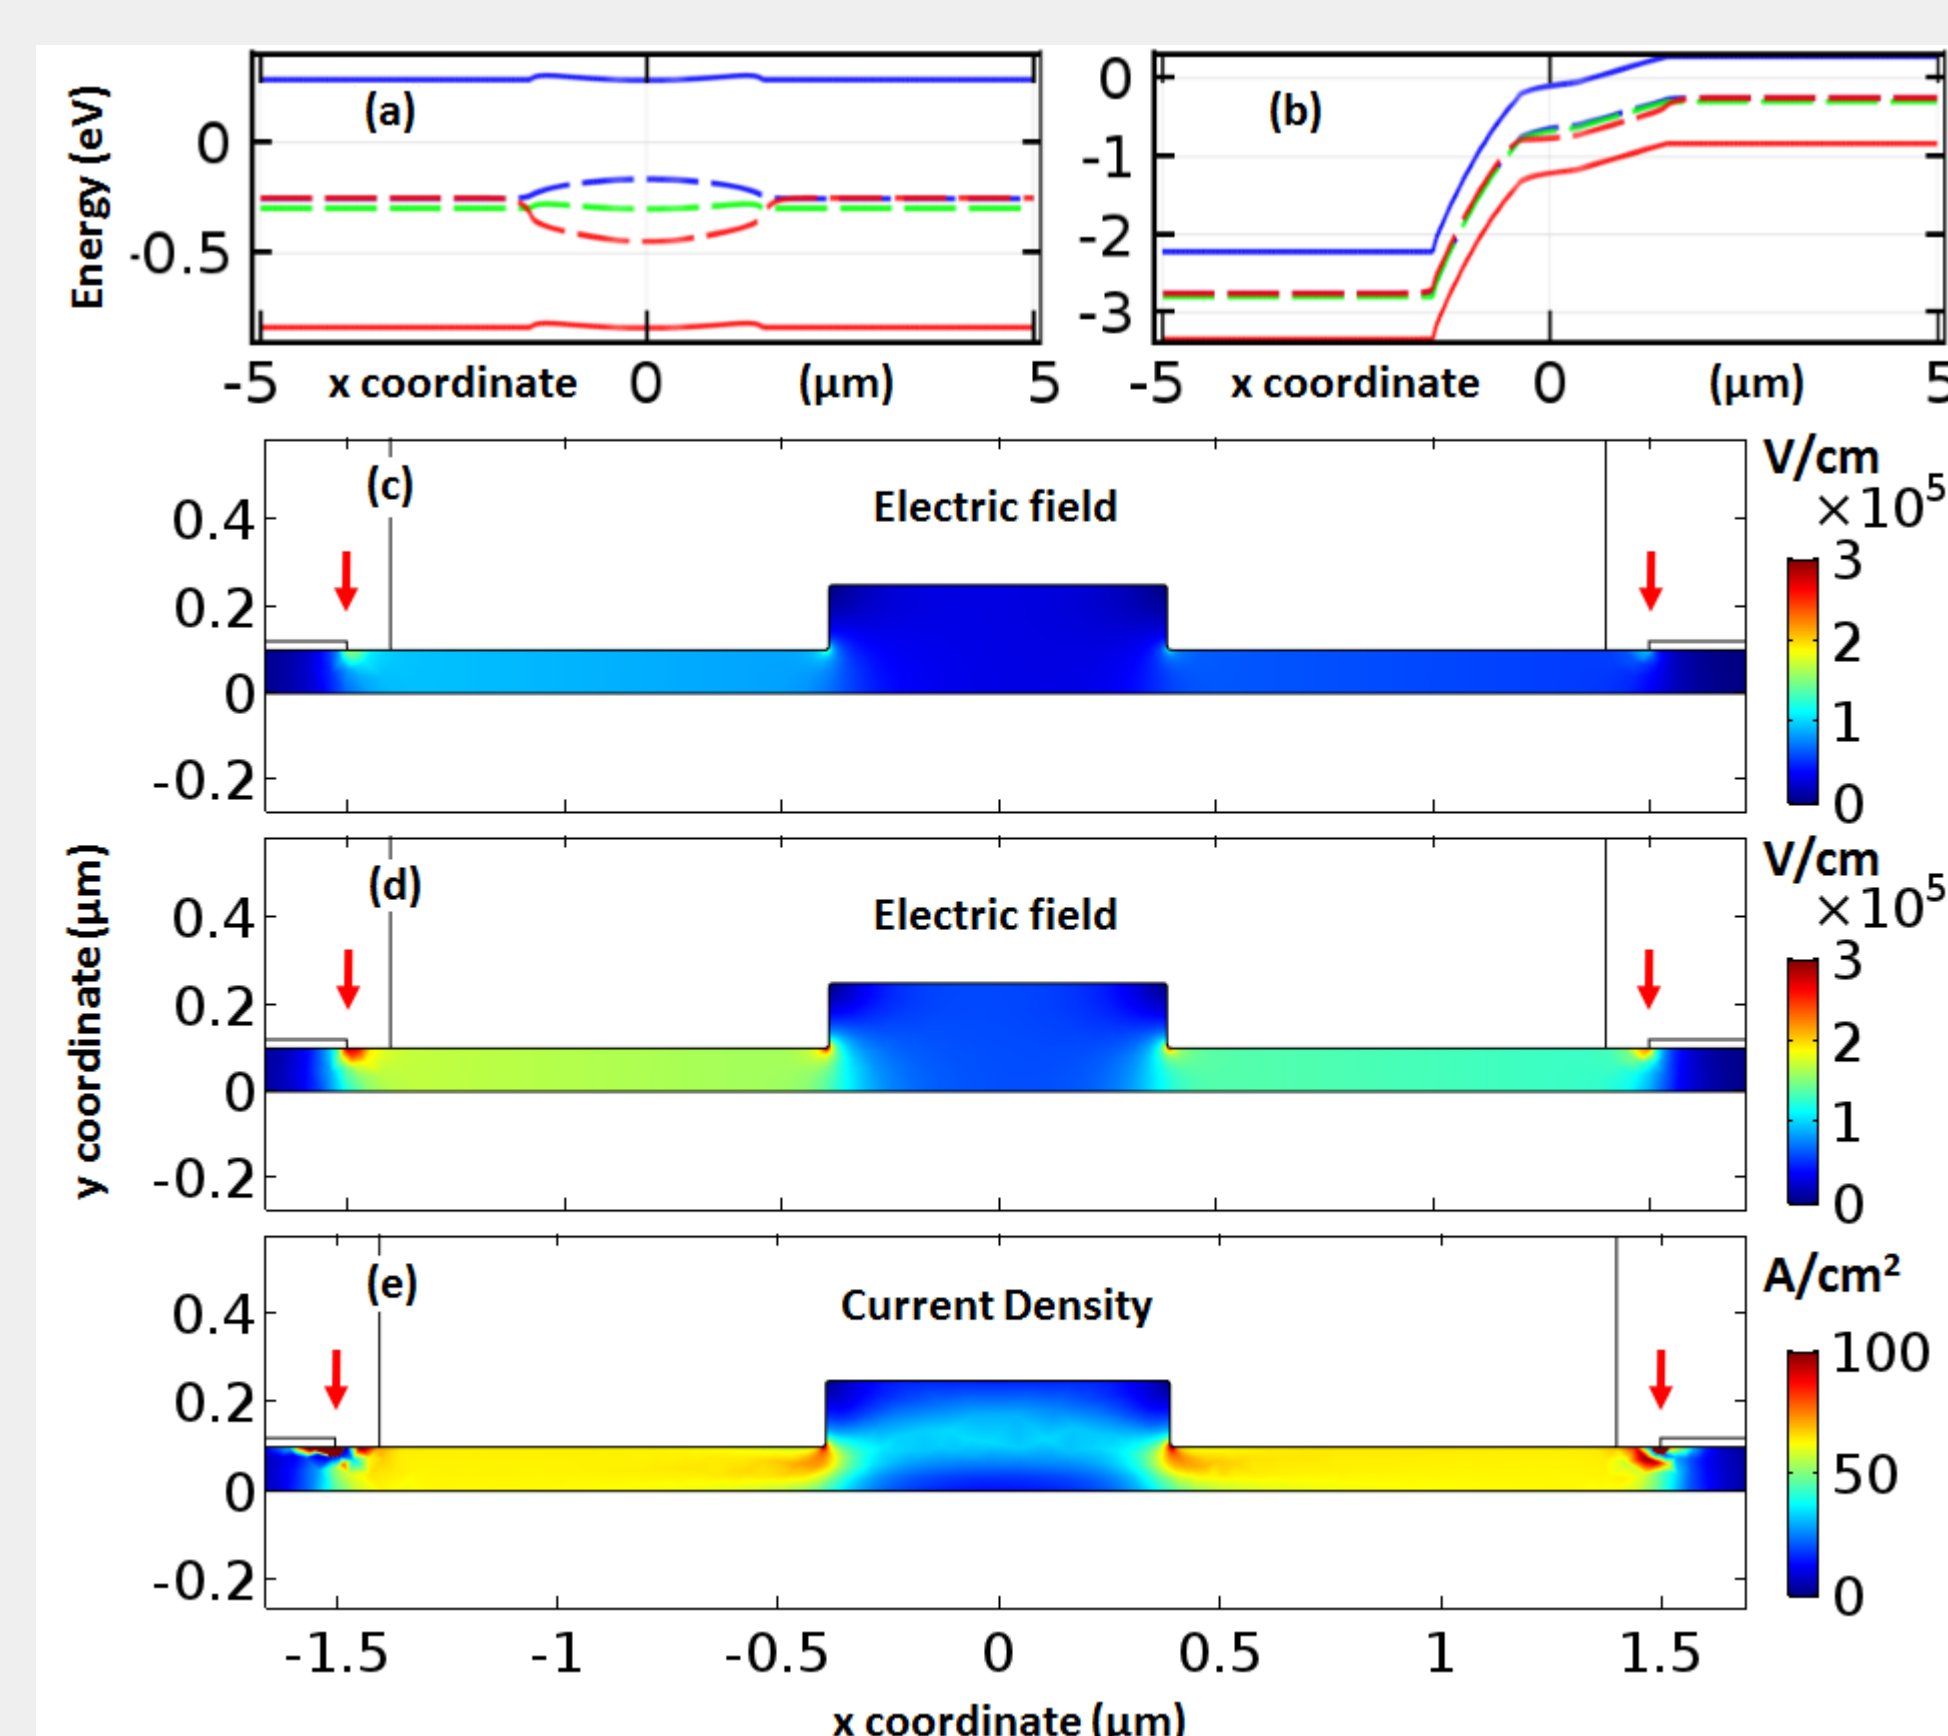 Energy (eV)
(a)
0
-0.5
-5
x coordinate
0
(μm)
5
(b)
0
-1
-2
-3
-5
x coordinate
0
(μm)
5
(c)
Electric field
0.4
0.2
0
-0.2
V/cm
×10⁵
3
2
1
0
y coordinate (μm)
(d)
Electric field
0.4
0.2
0
-0.2
V/cm
×10⁵
3
2
1
0
(e)
Current Density
0.4
0.2
0
-0.2
A/cm²
100
50
0
-1.5 -1 -0.5 0 0.5 1 1.5
x coordinate (μm)